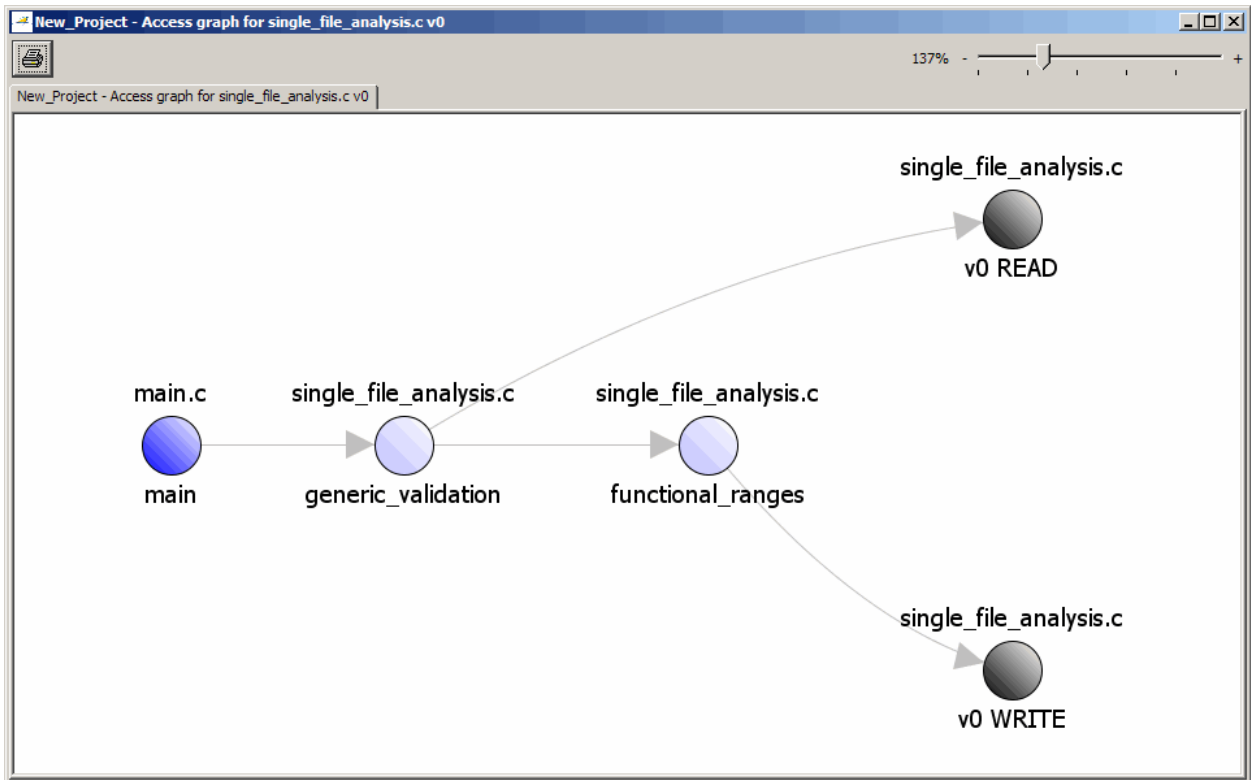 New_Project - Access graph for single_file_analysis.c v0
137% - +
New_Project - Access graph for single_file_analysis.c v0
single_file_analysis.c
v0 READ
main.c single_file_analysis.c single_file_analysis.c
main generic_validation functional_ranges
single_file_analysis.c
v0 WRITE